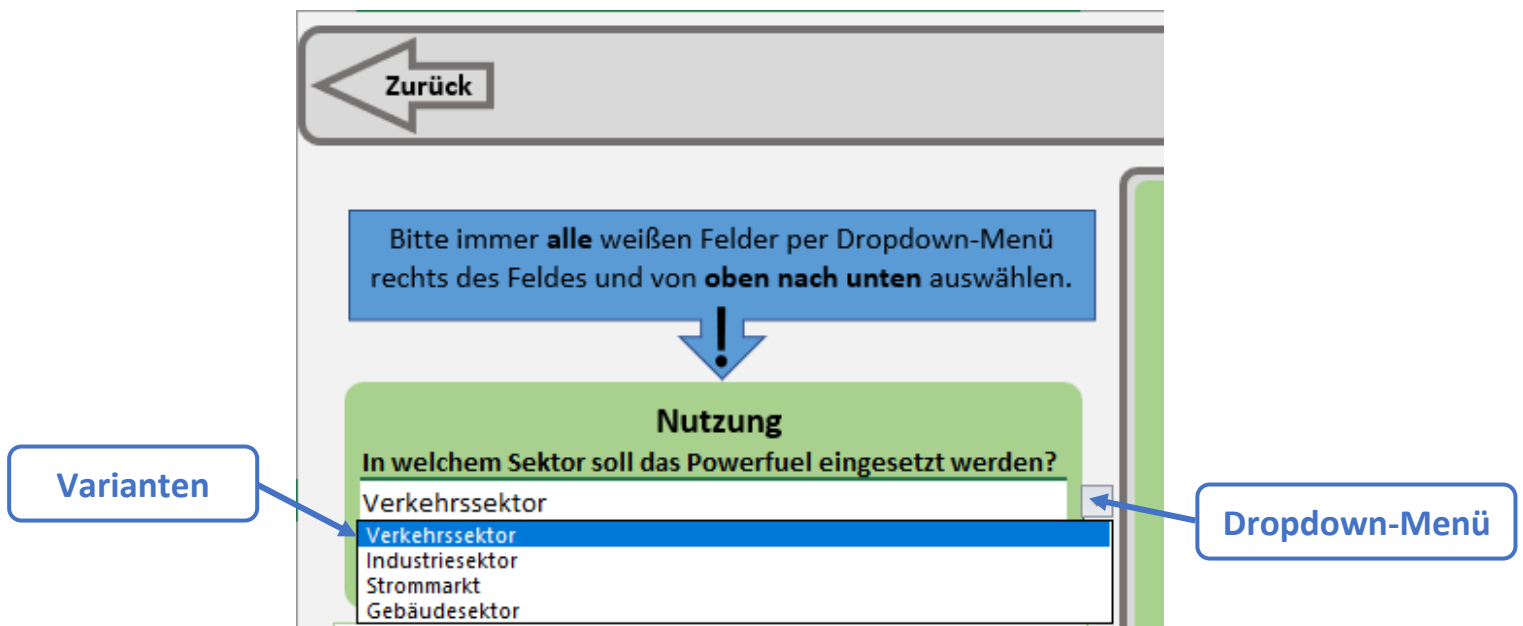 Zurück
Bitte immer alle weißen Felder per Dropdown-Menü
rechts des Feldes und von oben nach unten auswählen.
!
Nutzung
In welchem Sektor soll das Powerfuel eingesetzt werden?
Varianten
Verkehrssektor
Dropdown-Menü
Verkehrssektor
Industriesektor
Strommarkt
Gebäudesektor